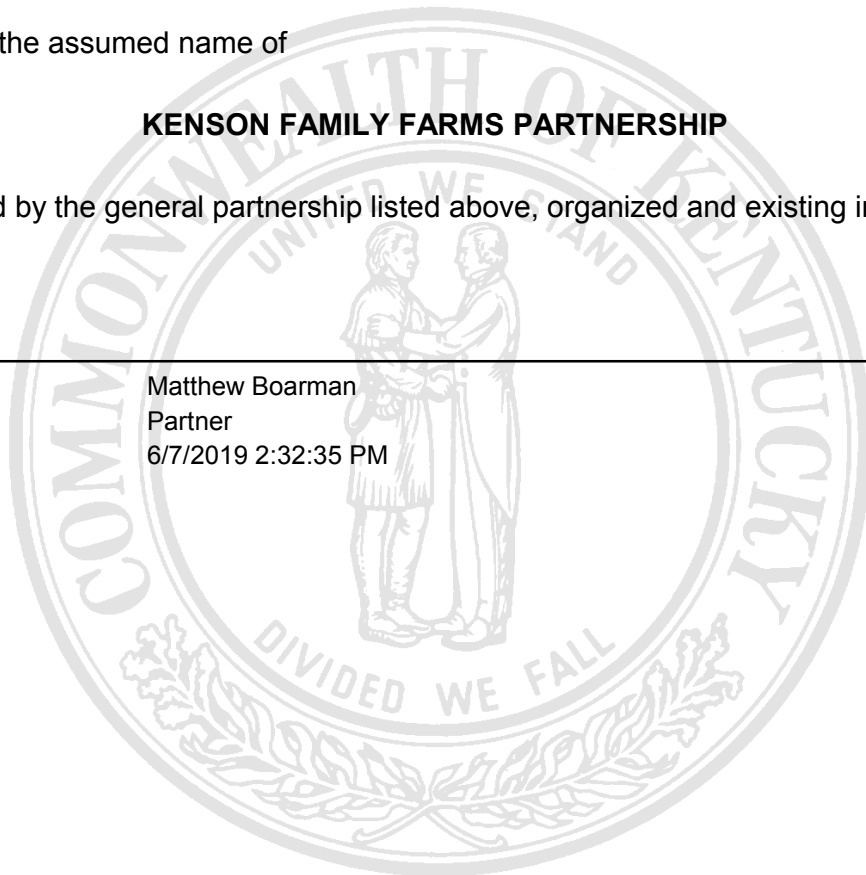 the assumed name of
KENSON FAMILY FARMS PARTNERSHIP
by the general partnership listed above, organized and existing
Matthew Boarman
Partner
6/7/2019 2:32:35 PM
COMMONWEALTH OF KENTUCKY
UNITED WE STAND
DIVIDED WE FALL